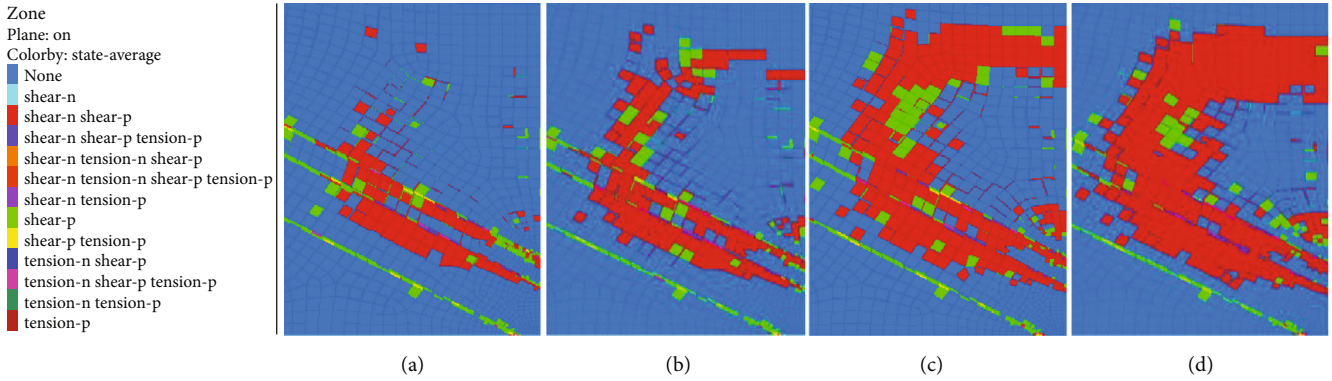 Zone
Plane: on
Colorby: state-average
None
shear-n
shear-n shear-p
shear-n shear-p tension-p
shear-n tension-n shear-p
shear-n tension-n shear-p tension-p
shear-n tension-p
shear-p
shear-p tension-p
tension-n shear-p
tension-n shear-p tension-p
tension-n tension-p
tension-p
(a)
(b)
(c)
(d)